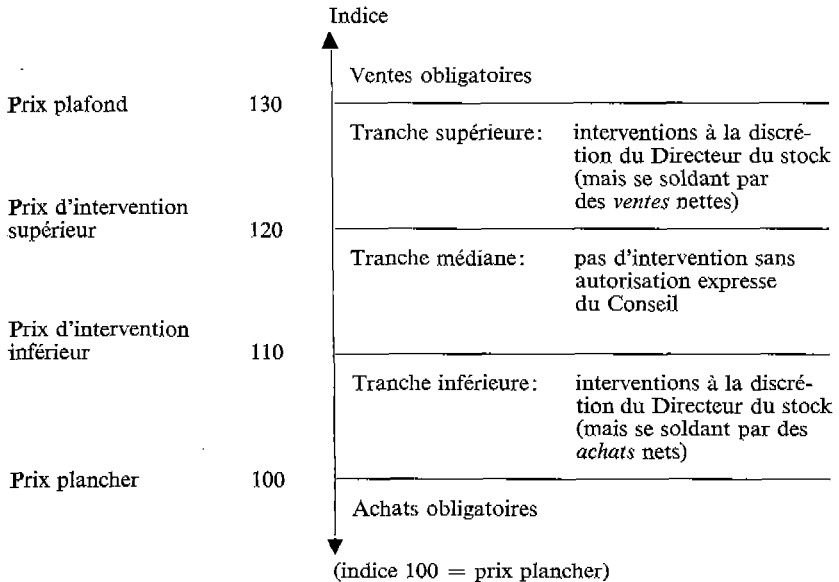 Indice
Ventes obligatoires
Prix plafond 130
Tranche supérieure: interventions à la discré-
tion du Directeur du stock
(mais se soldant par
des ventes nettes)
Prix d'intervention
supérieur 120
Tranche médiane: pas d'intervention sans
autorisation expresse
du Conseil
Prix d'intervention
inférieur 110
Tranche inférieure: interventions à la discré-
tion du Directeur du stock
(mais se soldant par des
achats nets)
Prix plancher 100
Achats obligatoires
(indice 100 = prix plancher)